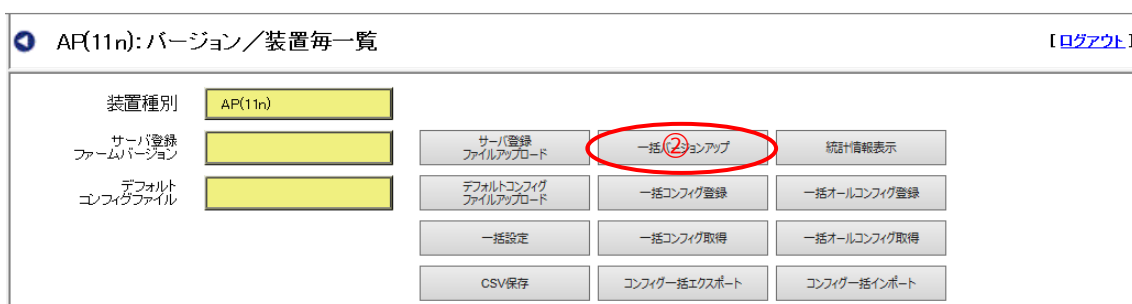 AP(11n): バージョン／装置毎一覧
[ログアウト]
装置種別
AP(11n)
サーバ登録
ファームバージョン
サーバ登録
ファイルアップロード
一括バージョンアップ
②
統計情報表示
デフォルト
コンフィグファイル
デフォルトコンフィグ
ファイルアップロード
一括コンフィグ登録
一括オールコンフィグ登録
一括設定
一括コンフィグ取得
一括オールコンフィグ取得
CSV保存
コンフィグ一括エクスポート
コンフィグ一括インポート